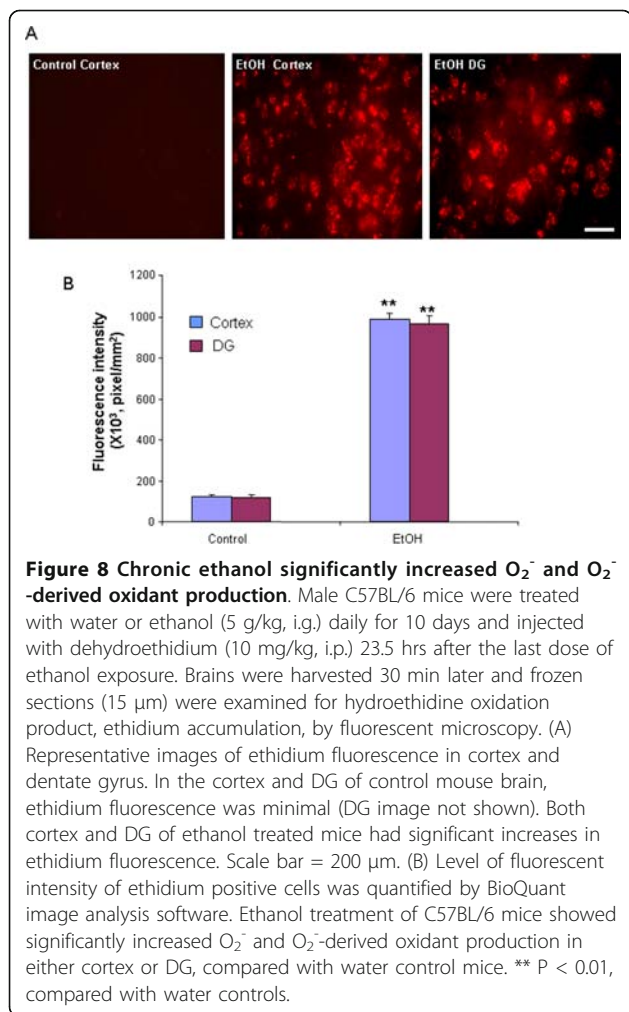 A
Control Cortex
EtOH Cortex
EtOH DG
B
Fluorescence intensity
(X10³, pixel/mm²)
1200
1000
800
600
400
200
0
Cortex
DG
**
**
Control
EtOH
Figure 8 Chronic ethanol significantly increased O₂⁻ and O₂⁻
-derived oxidant production. Male C57BL/6 mice were treated
with water or ethanol (5 g/kg, i.g.) daily for 10 days and injected
with dehydroethidium (10 mg/kg, i.p.) 23.5 hrs after the last dose of
ethanol exposure. Brains were harvested 30 min later and frozen
sections (15 μm) were examined for hydroethidine oxidation
product, ethidium accumulation, by fluorescent microscopy. (A)
Representative images of ethidium fluorescence in cortex and
dentate gyrus. In the cortex and DG of control mouse brain,
ethidium fluorescence was minimal (DG image not shown). Both
cortex and DG of ethanol treated mice had significant increases in
ethidium fluorescence. Scale bar = 200 μm. (B) Level of fluorescent
intensity of ethidium positive cells was quantified by BioQuant
image analysis software. Ethanol treatment of C57BL/6 mice showed
significantly increased O₂⁻ and O₂⁻-derived oxidant production in
either cortex or DG, compared with water control mice. ** P < 0.01,
compared with water controls.